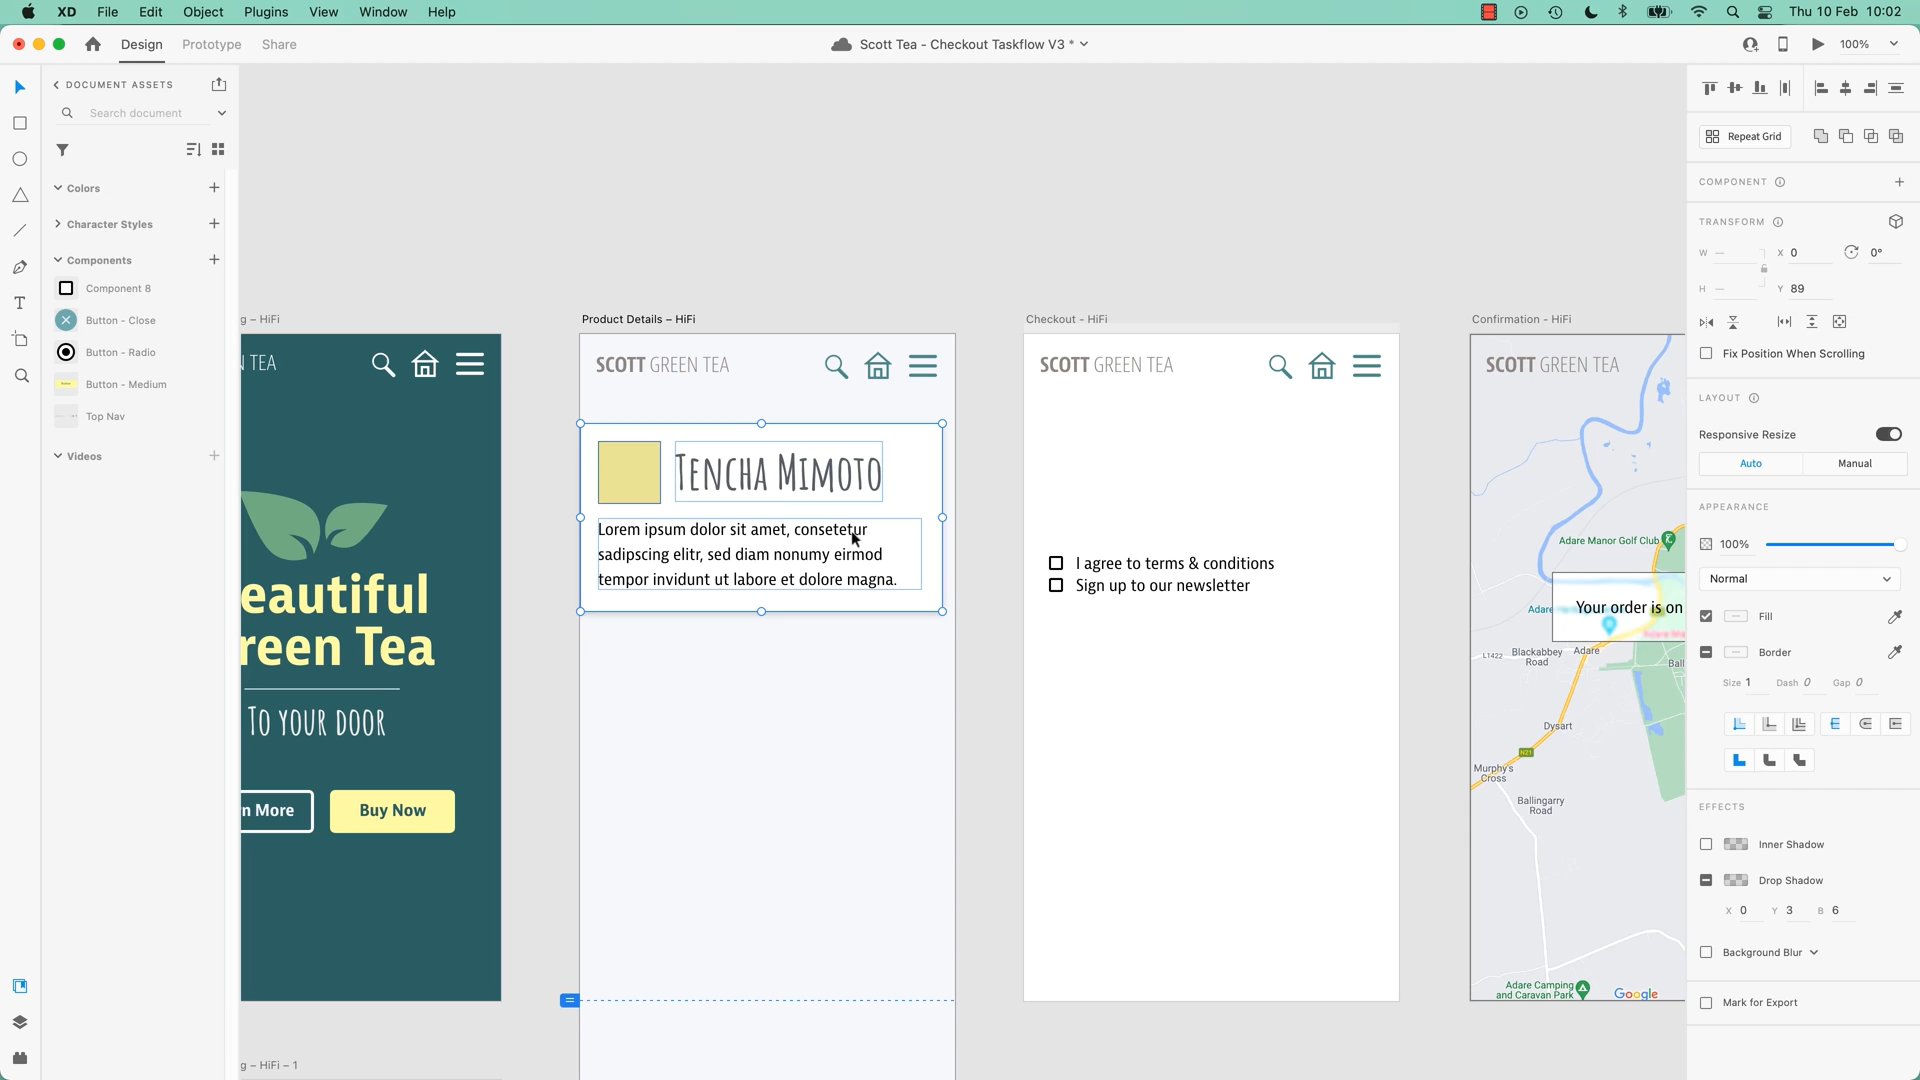 XD File Edit Object Plugins View Window Help
Thu 10 Feb 10:02
Design Prototype Share
Scott Tea - Checkout Taskflow V3 *
100%
DOCUMENT ASSETS
Search document
Colors
Character Styles
Components
Component 8
Button - Close
Button - Radio
Button - Medium
Top Nav
Videos
g – HiFi
N TEA
eautiful
reen Tea
To your door
n More
Buy Now
g – HiFi – 1
Product Details – HiFi
SCOTT GREEN TEA
Tencha Mimoto
Lorem ipsum dolor sit amet, consetetur
sadipscing elitr, sed diam nonumy eirmod
tempor invidunt ut labore et dolore magna.
Checkout - HiFi
SCOTT GREEN TEA
I agree to terms & conditions
Sign up to our newsletter
Confirmation - HiFi
SCOTT GREEN TEA
Adare Manor Golf Club
Adare
Your order is on
L1422
Blackabbey
Road
Adare
Ball
Dysart
N21
Murphy's
Cross
Ballingarry
Road
Adare Camping
and Caravan Park
Google
Repeat Grid
COMPONENT
TRANSFORM
W — X 0 0°
H — Y 89
Fix Position When Scrolling
LAYOUT
Responsive Resize
Auto Manual
APPEARANCE
100%
Normal
Fill
Border
Size 1 Dash 0 Gap 0
EFFECTS
Inner Shadow
Drop Shadow
X 0 Y 3 B 6
Background Blur
Mark for Export